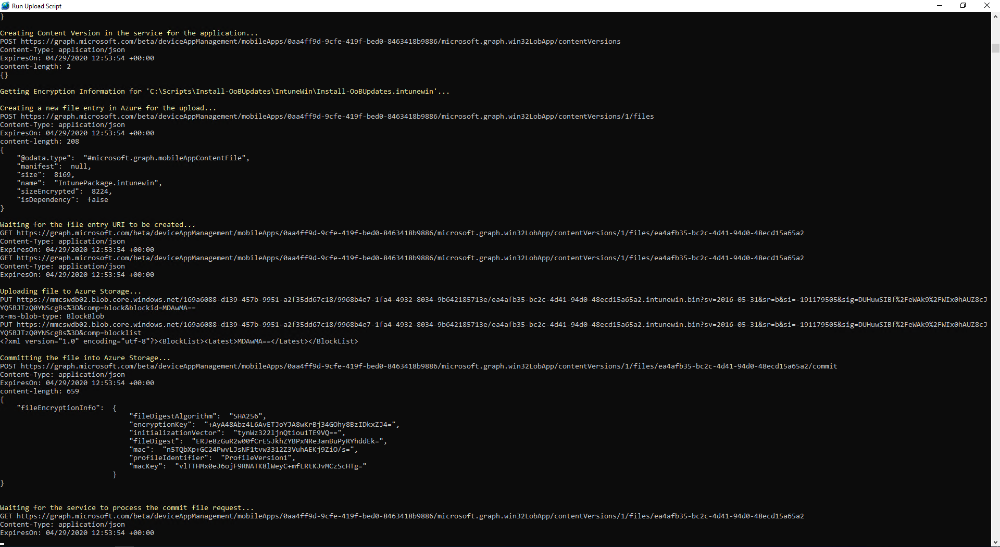 Run Upload Script
}
Creating Content Version in the service for the application...
POST https://graph.microsoft.com/beta/deviceAppManagement/mobileApps/0aa4ff9d-9cfe-419f-bed0-8463418b9886/microsoft.graph.win32LobApp/contentVersions
Content-Type: application/json
ExpiresOn: 04/29/2020 12:53:54 +00:00
content-length: 2
{}
Getting Encryption Information for 'C:\Scripts\Install-OoBUpdates\IntuneWin\Install-OoBUpdates.intunewin'...
Creating a new file entry in Azure for the upload...
POST https://graph.microsoft.com/beta/deviceAppManagement/mobileApps/0aa4ff9d-9cfe-419f-bed0-8463418b9886/microsoft.graph.win32LobApp/contentVersions/1/files
Content-Type: application/json
ExpiresOn: 04/29/2020 12:53:54 +00:00
content-length: 208
{
    "@odata.type":  "#microsoft.graph.mobileAppContentFile",
    "manifest":  null,
    "size":  8169,
    "name":  "IntunePackage.intunewin",
    "sizeEncrypted":  8224,
    "isDependency":  false
}
Waiting for the file entry URI to be created...
GET https://graph.microsoft.com/beta/deviceAppManagement/mobileApps/0aa4ff9d-9cfe-419f-bed0-8463418b9886/microsoft.graph.win32LobApp/contentVersions/1/files/ea4afb35-bc2c-4d41-94d0-48ecd15a65a2
Content-Type: application/json
ExpiresOn: 04/29/2020 12:53:54 +00:00
GET https://graph.microsoft.com/beta/deviceAppManagement/mobileApps/0aa4ff9d-9cfe-419f-bed0-8463418b9886/microsoft.graph.win32LobApp/contentVersions/1/files/ea4afb35-bc2c-4d41-94d0-48ecd15a65a2
Content-Type: application/json
ExpiresOn: 04/29/2020 12:53:54 +00:00
Uploading file to Azure Storage...
PUT https://mmcswdb02.blob.core.windows.net/169a6088-d139-457b-9951-a2f35dd67c18/9968b4e7-1fa4-4932-8034-9b642185713e/ea4afb35-bc2c-4d41-94d0-48ecd15a65a2.intunewin.bin?sv=2016-05-31&sr=b&si=-191179505&sig=DUHuwSIBf%2FeWAk9%2FWIx0hAUZ8cJ
YQ5BJTzQ0YNScgBs%3D&comp=block&blockid=MDAwMA==
x-ms-blob-type: BlockBlob
PUT https://mmcswdb02.blob.core.windows.net/169a6088-d139-457b-9951-a2f35dd67c18/9968b4e7-1fa4-4932-8034-9b642185713e/ea4afb35-bc2c-4d41-94d0-48ecd15a65a2.intunewin.bin?sv=2016-05-31&sr=b&si=-191179505&sig=DUHuwSIBf%2FeWAk9%2FWIx0hAUZ8cJ
YQ5BJTzQ0YNScgBs%3D&comp=blocklist
<?xml version="1.0" encoding="utf-8"?><BlockList><Latest>MDAwMA==</Latest></BlockList>
Committing the file into Azure Storage...
POST https://graph.microsoft.com/beta/deviceAppManagement/mobileApps/0aa4ff9d-9cfe-419f-bed0-8463418b9886/microsoft.graph.win32LobApp/contentVersions/1/files/ea4afb35-bc2c-4d41-94d0-48ecd15a65a2/commit
Content-Type: application/json
ExpiresOn: 04/29/2020 12:53:54 +00:00
content-length: 659
{
    "fileEncryptionInfo":  {
                               "fileDigestAlgorithm":  "SHA256",
                               "encryptionKey":  "+AyA48Abz4L6AvETJoYJA8wKrBj34GOhy8BzIDkxZJ4=",
                               "initializationVector":  "tynWz322ljnQt1ou1TE9VQ==",
                               "fileDigest":  "ERJe8zGuR2w00fCrE5JkhZYBPxNRe3anBuPyRYhddEk=",
                               "mac":  "n5TQbXp+GC24PwvLJsNF1tvw3312Z3VuhAEKj9ZiO/s=",
                               "profileIdentifier":  "ProfileVersion1",
                               "macKey":  "vlTTHMx0eJ6ojF9RNATK8lWeyC+mfLRtKJvMCzScHTg="
                           }
}
Waiting for the service to process the commit file request...
GET https://graph.microsoft.com/beta/deviceAppManagement/mobileApps/0aa4ff9d-9cfe-419f-bed0-8463418b9886/microsoft.graph.win32LobApp/contentVersions/1/files/ea4afb35-bc2c-4d41-94d0-48ecd15a65a2
Content-Type: application/json
ExpiresOn: 04/29/2020 12:53:54 +00:00